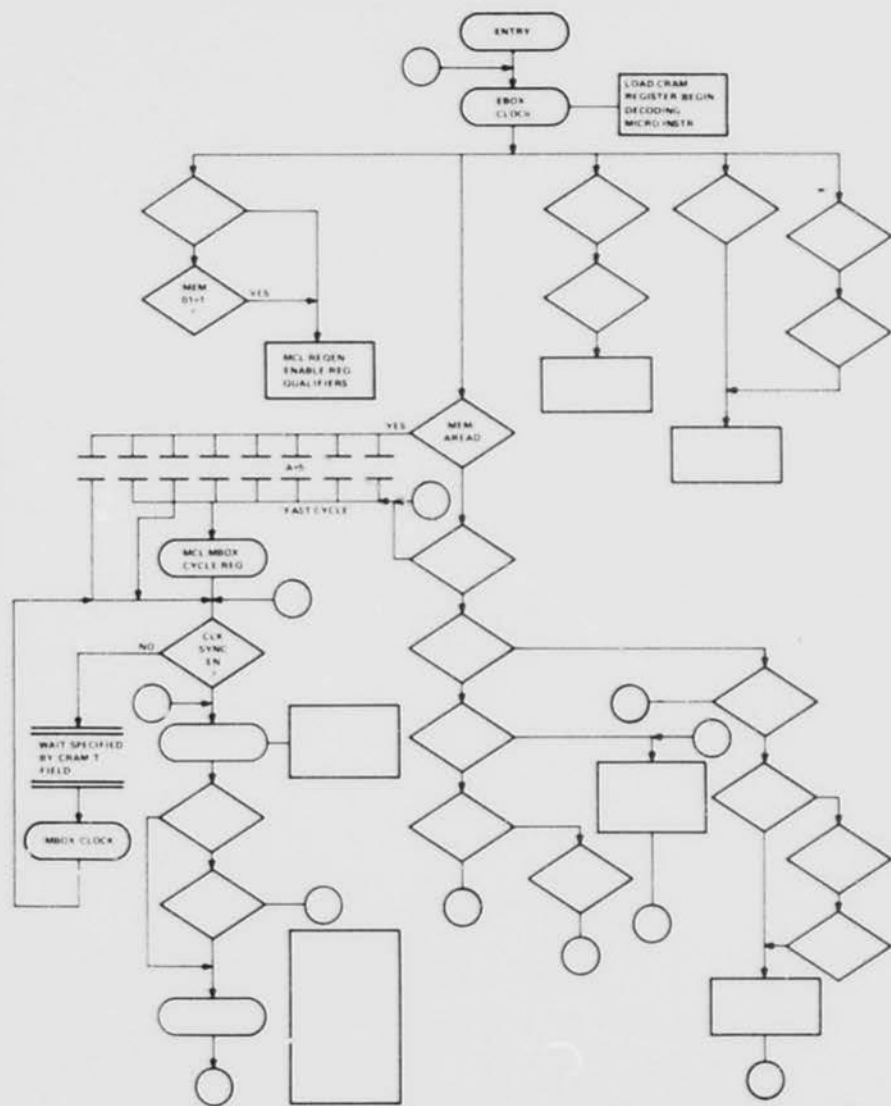 ENTRY
EBOX
CLOCK
LOAD CRAM
REGISTER BEGIN
DECODING
MICRO INSTR
MEM
01=1
?
YES
MCL REQEN
ENABLE REG
QUALIFIERS
YES
MEM
AREAD
A=5
FAST CYCLE
MCL MBOX
CYCLE REG
NO
CLK
SYNC
EN
?
WAIT SPECIFIED
BY CRAM T
FIELD
MBOX CLOCK